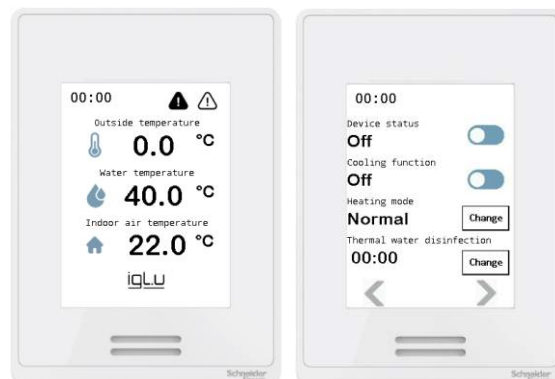 00:00
Outside temperature
0.0 °C
Water temperature
40.0 °C
Indoor air temperature
22.0 °C
igLu
Schneider
00:00
Device status
Off
Cooling function
Off
Heating mode
Normal Change
Thermal water disinfection
00:00 Change
Schneider